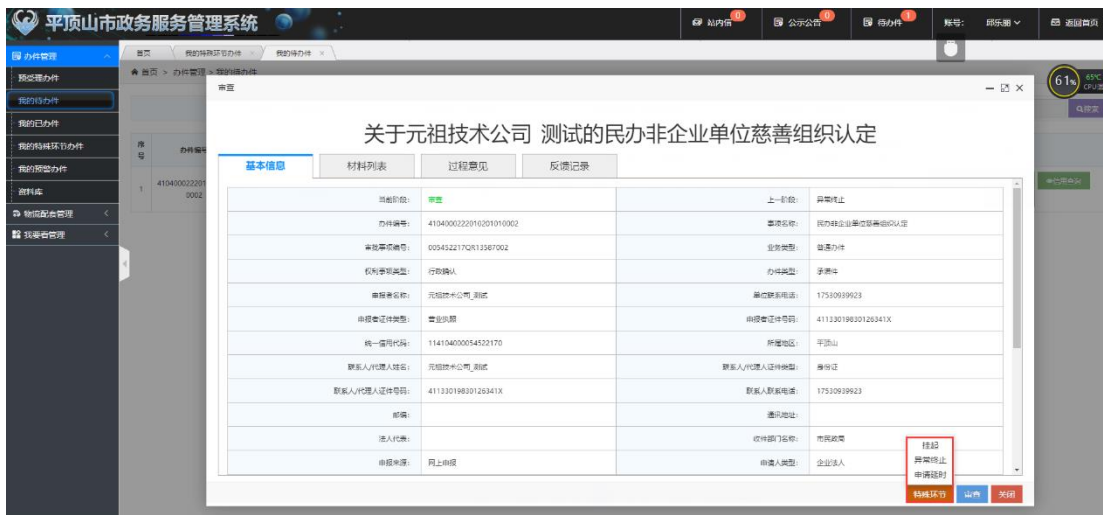 平顶山市政务服务管理系统
站内信 0
公示公告 0
待办件 1
账号: 邱乐丽
返回首页
办件管理
首页 我的特殊环节办件 × 我的待办件 ×
首页 > 办件管理 > 我的待办件
预受理办件
我的待办件
我的已办件
我的特殊环节办件
我的预警办件
资料库
物流配套管理
我要看管理
61% 65℃
搜索
序号
办件编号
1
410400022201
0002
审查
关于元祖技术公司_测试的民办非企业单位慈善组织认定
基本信息 材料列表 过程意见 反馈记录
当前阶段: 审查 上一阶段: 异常终止
办件编号: 4104000222010201010002 事项名称: 民办非企业单位慈善组织认定
审批事项编号: 005452217QR13587002 业务类型: 普通办件
权利事项类型: 行政确认 办件类型: 承诺件
申报者名称: 元祖技术公司_测试 单位联系电话: 17530939923
申报者证件类型: 营业执照 申报者证件号码: 41133019830126341X
统一信用代码: 114104000054522170 所属地区: 平顶山
联系人/代理人姓名: 元祖技术公司_测试 联系人/代理人证件类型: 身份证
联系人/代理人证件号码: 41133019830126341X 联系人联系电话: 17530939923
邮编: 通讯地址:
法人代表: 收件部门名称: 市民政局
申报来源: 网上申报 申请人类型: 企业法人
挂起
异常终止
申请延时
特殊环节 审查 关闭